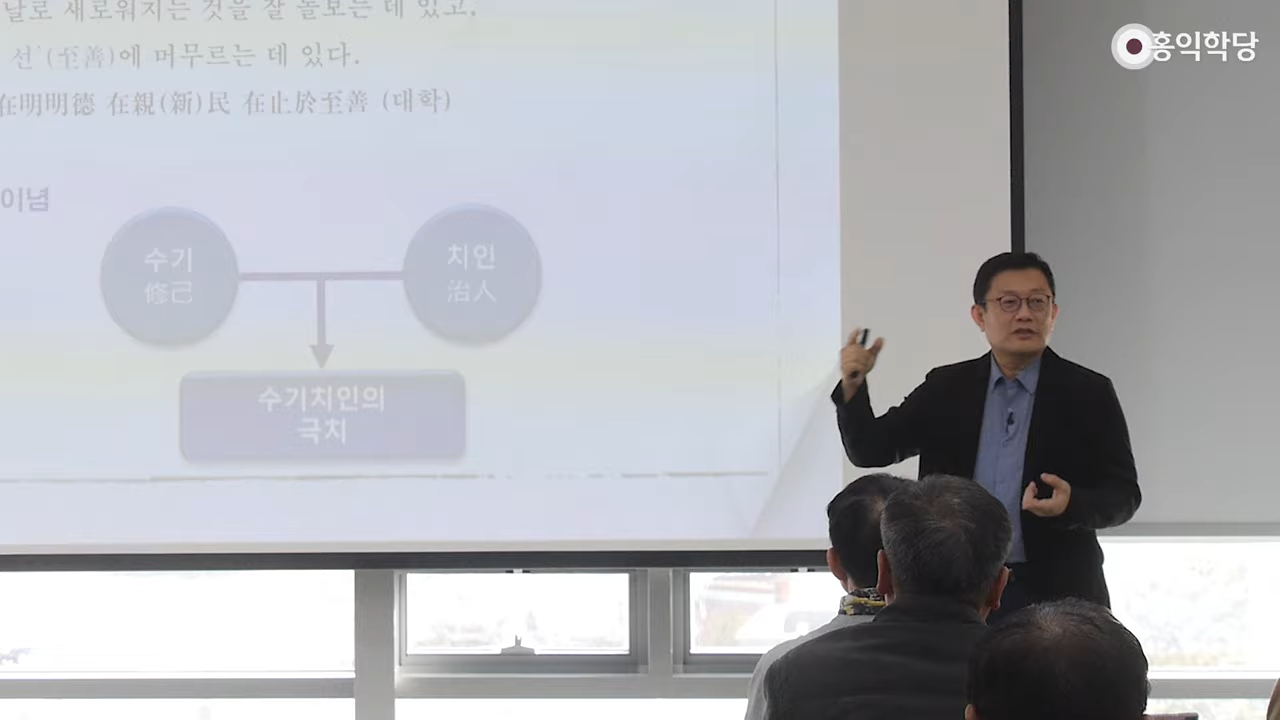 날로 새로워지는 것을 잘 돌보는 데 있고,
선'(至善)에 머무르는 데 있다.
在明明德 在親(新)民 在止於至善 (대학)
이념
수기
修己
치인
治人
수기치인의
극치
홍익학당